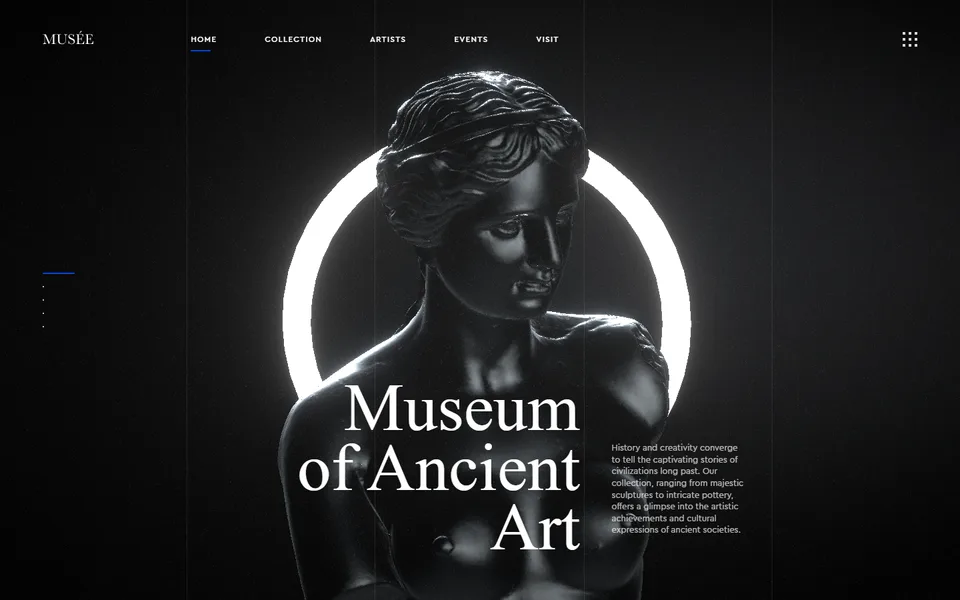 MUSÉE
HOME
COLLECTION
ARTISTS
EVENTS
VISIT
Museum
of Ancient
Art
History and creativity converge
to tell the captivating stories of
civilizations long past. Our
collection, ranging from majestic
sculptures to intricate pottery,
offers a glimpse into the artistic
achievements and cultural
expressions of ancient societies.